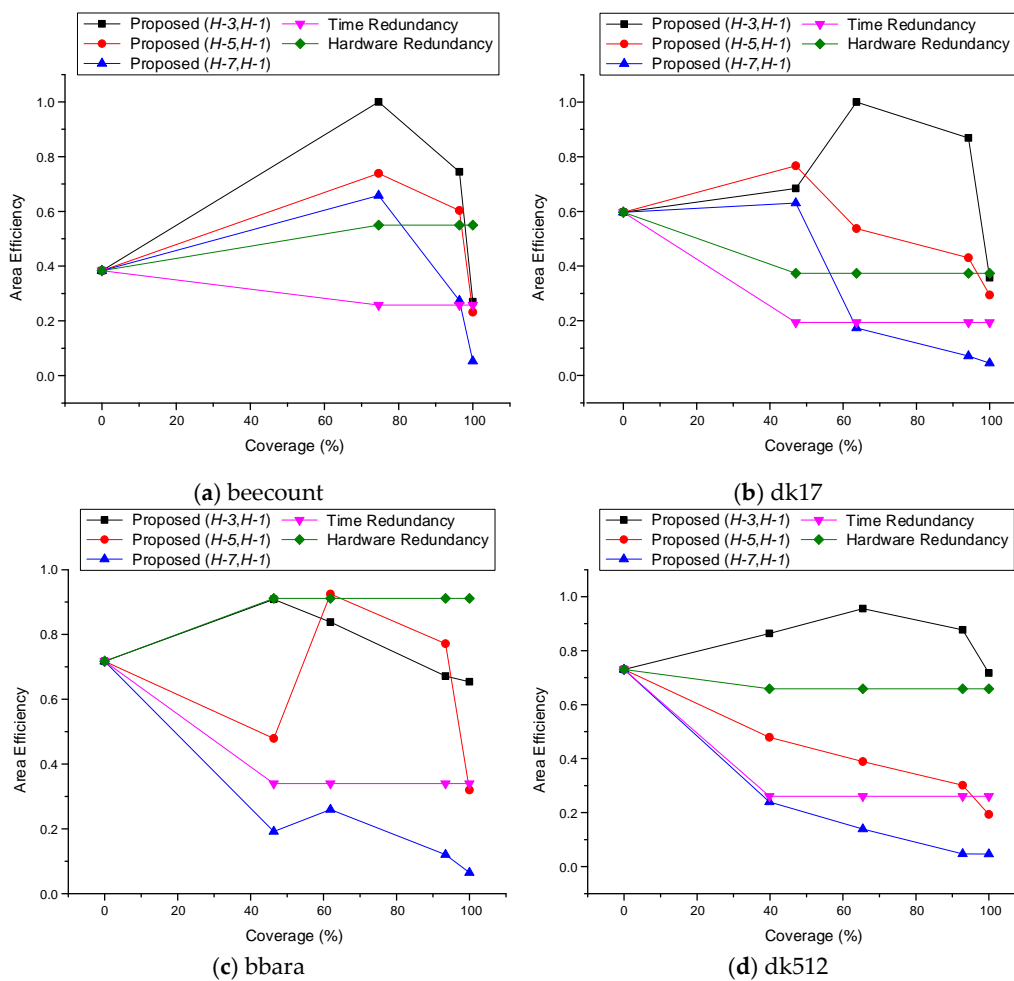 Proposed (H-3,H-1) Time Redundancy
Proposed (H-5,H-1) Hardware Redundancy
Proposed (H-7,H-1)
1.0
0.8
0.6
0.4
0.2
0.0
Area Efficiency
0 20 40 60 80 100
Coverage (%)
(a) beecount
Proposed (H-3,H-1) Time Redundancy
Proposed (H-5,H-1) Hardware Redundancy
Proposed (H-7,H-1)
1.0
0.8
0.6
0.4
0.2
0.0
Area Efficiency
0 20 40 60 80 100
Coverage (%)
(b) dk17
Proposed (H-3,H-1) Time Redundancy
Proposed (H-5,H-1) Hardware Redundancy
Proposed (H-7,H-1)
1.0
0.8
0.6
0.4
0.2
0.0
Area Efficiency
0 20 40 60 80 100
Coverage (%)
(c) bbara
Proposed (H-3,H-1) Time Redundancy
Proposed (H-5,H-1) Hardware Redundancy
Proposed (H-7,H-1)
1.0
0.8
0.6
0.4
0.2
0.0
Area Efficiency
0 20 40 60 80 100
Coverage (%)
(d) dk512